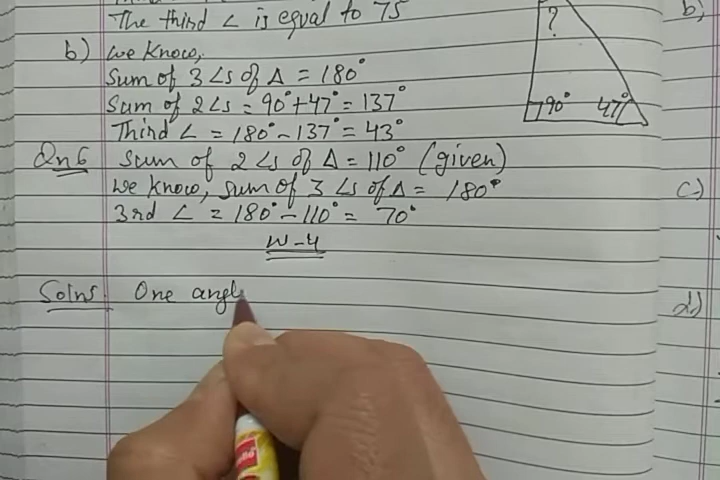 The third ∠ is equal to 75
b) We know,
Sum of 3 ∠s of Δ = 180°
Sum of 2∠s = 90°+47° = 137°
Third ∠ = 180°-137° = 43°
Qn 6 Sum of 2 ∠s of Δ = 110° (given)
We know, sum of 3 ∠s of Δ = 180°
3rd ∠ = 180°-110° = 70°
W-4
Solns. One angl
?
90° 47°
b)
c)
d)